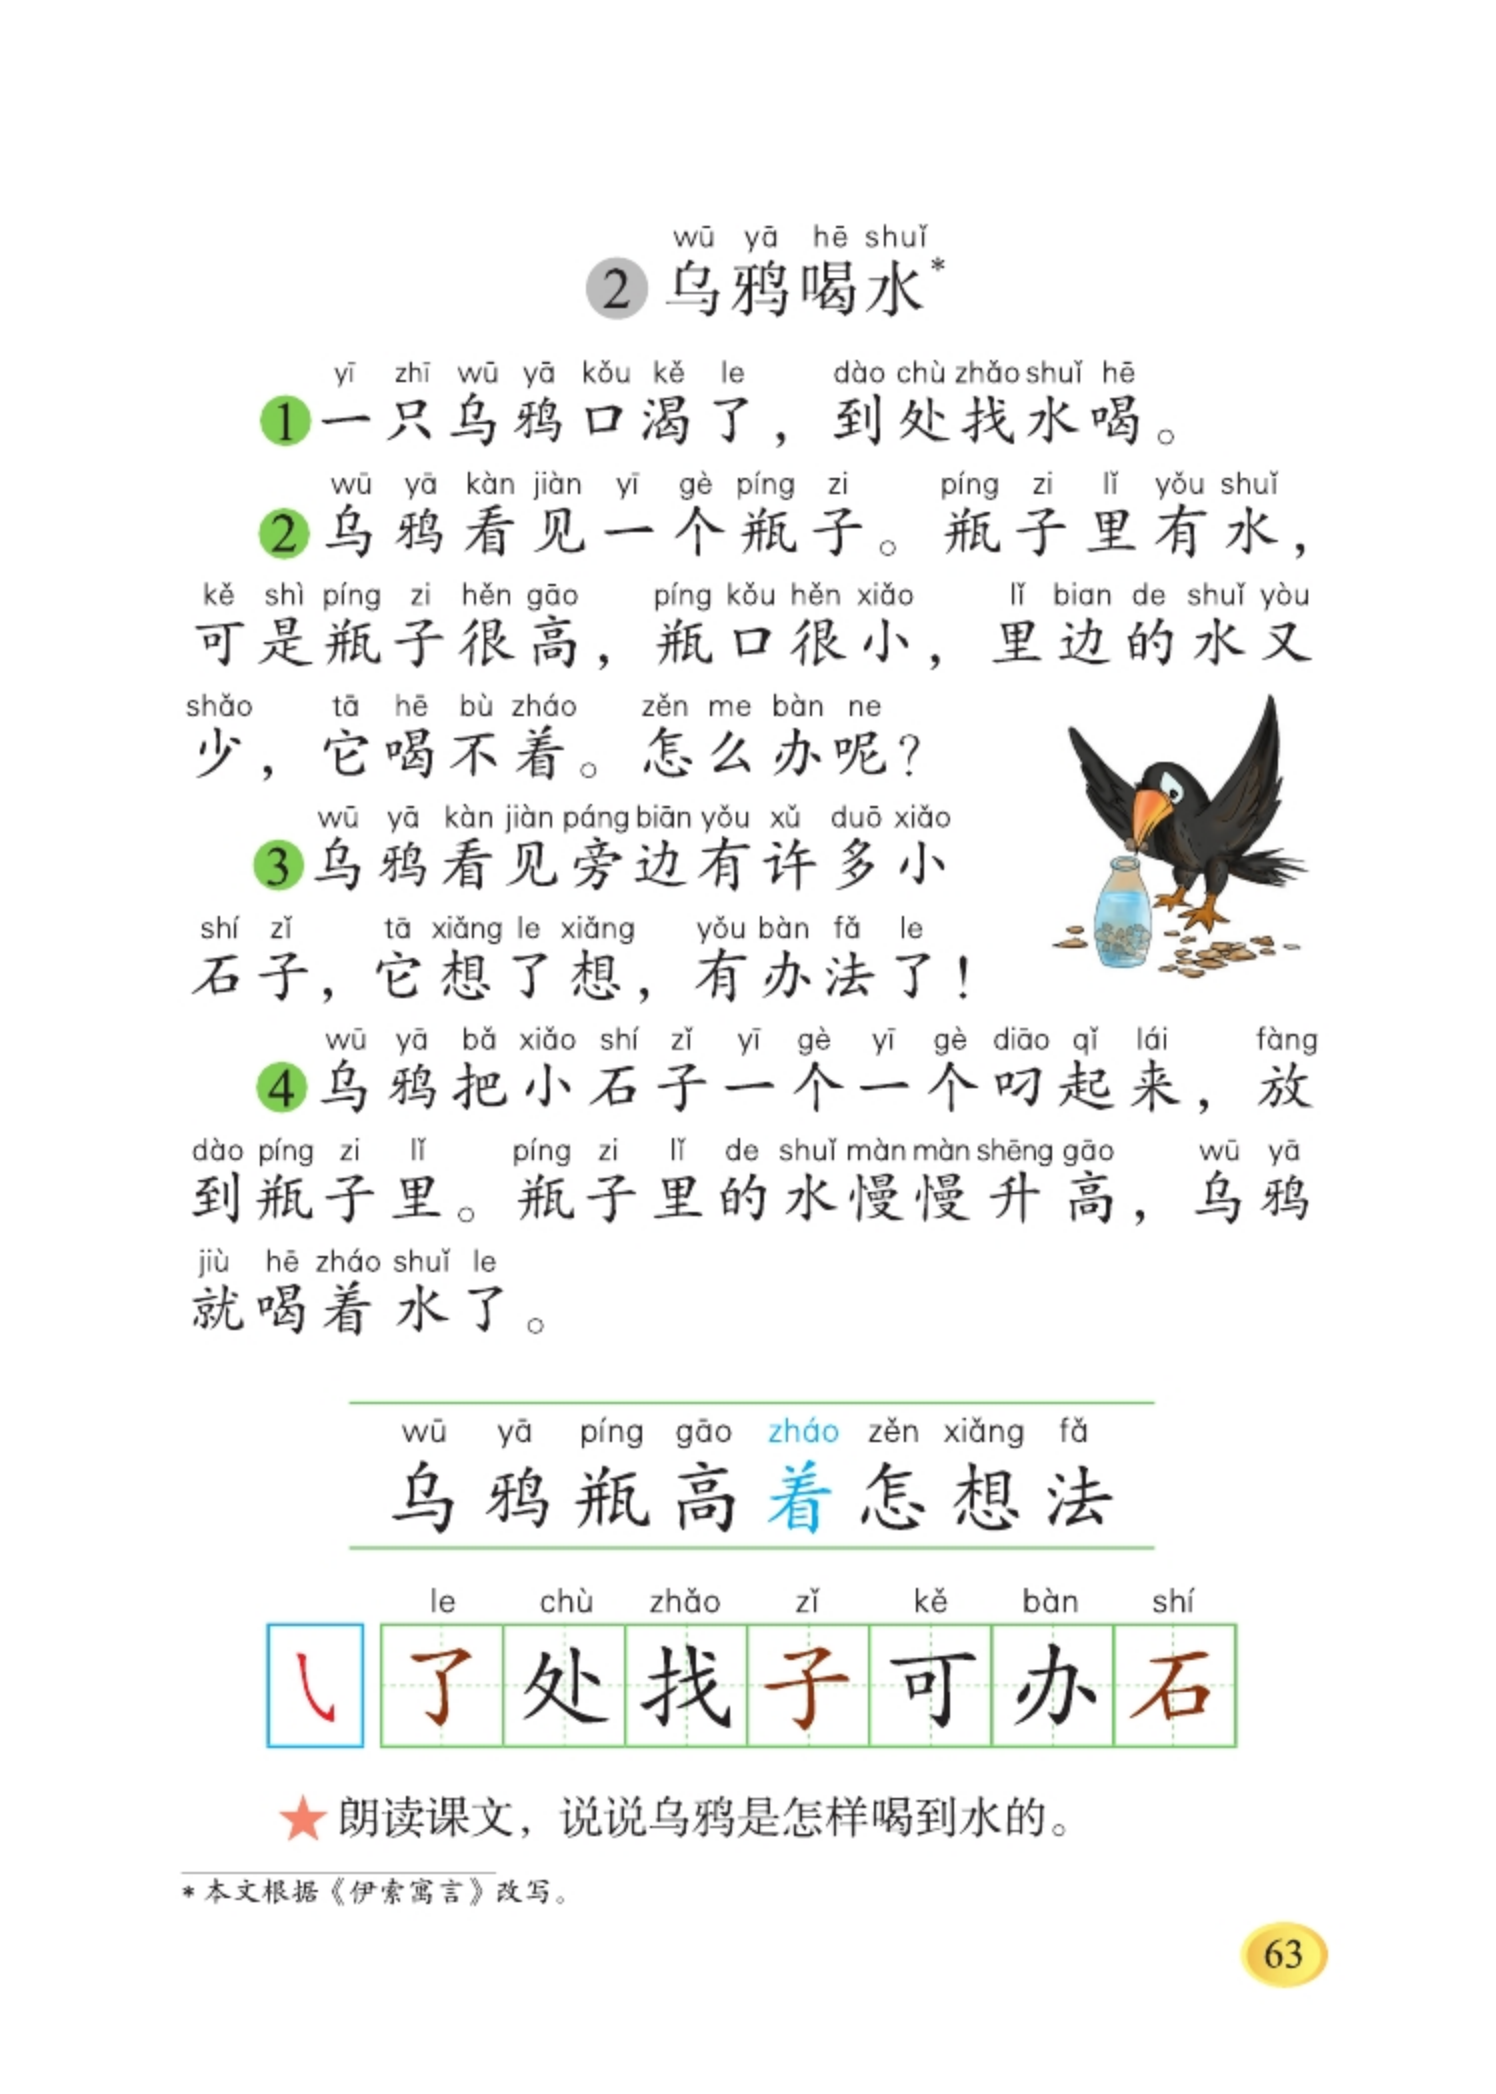 wū yā hē shuǐ
2 乌鸦喝水*
yī zhī wū yā kǒu kě le dào chù zhǎo shuǐ hē
1 一只乌鸦口渴了，到处找水喝。
wū yā kàn jiàn yī gè píng zi píng zi lǐ yǒu shuǐ
2 乌鸦看见一个瓶子。瓶子里有水，
kě shì píng zi hěn gāo píng kǒu hěn xiǎo lǐ bian de shuǐ yòu
可是瓶子很高，瓶口很小，里边的水又
shǎo tā hē bù zháo zěn me bàn ne
少，它喝不着。怎么办呢？
wū yā kàn jiàn páng biān yǒu xǔ duō xiǎo
3 乌鸦看见旁边有许多小
shí zǐ tā xiǎng le xiǎng yǒu bàn fǎ le
石子，它想了想，有办法了！
wū yā bǎ xiǎo shí zǐ yī gè yī gè diāo qǐ lái fàng
4 乌鸦把小石子一个一个叼起来，放
dào píng zi lǐ píng zi lǐ de shuǐ màn màn shēng gāo wū yā
到瓶子里。瓶子里的水慢慢升高，乌鸦
jiù hē zháo shuǐ le
就喝着水了。
wū yā píng gāo zháo zěn xiǎng fǎ
乌鸦瓶高着怎想法
le chù zhǎo zǐ kě bàn shí
㇂ 了处找子可办石
★ 朗读课文，说说乌鸦是怎样喝到水的。
* 本文根据《伊索寓言》改写。
63